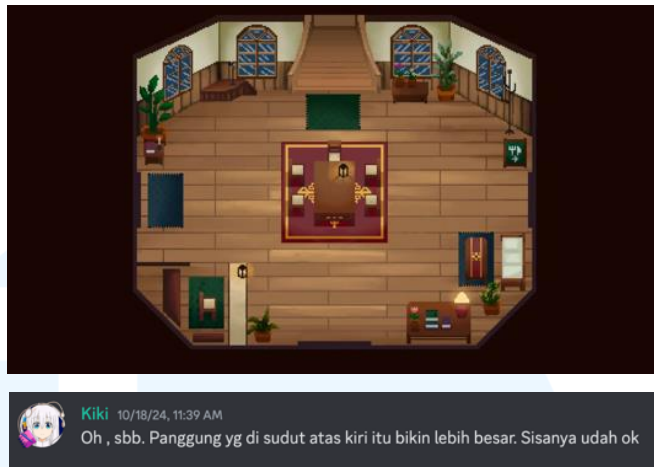 Kiki 10/18/24, 11:39 AM
Oh , sbb. Panggung yg di sudut atas kiri itu bikin lebih besar. Sisanya udah ok